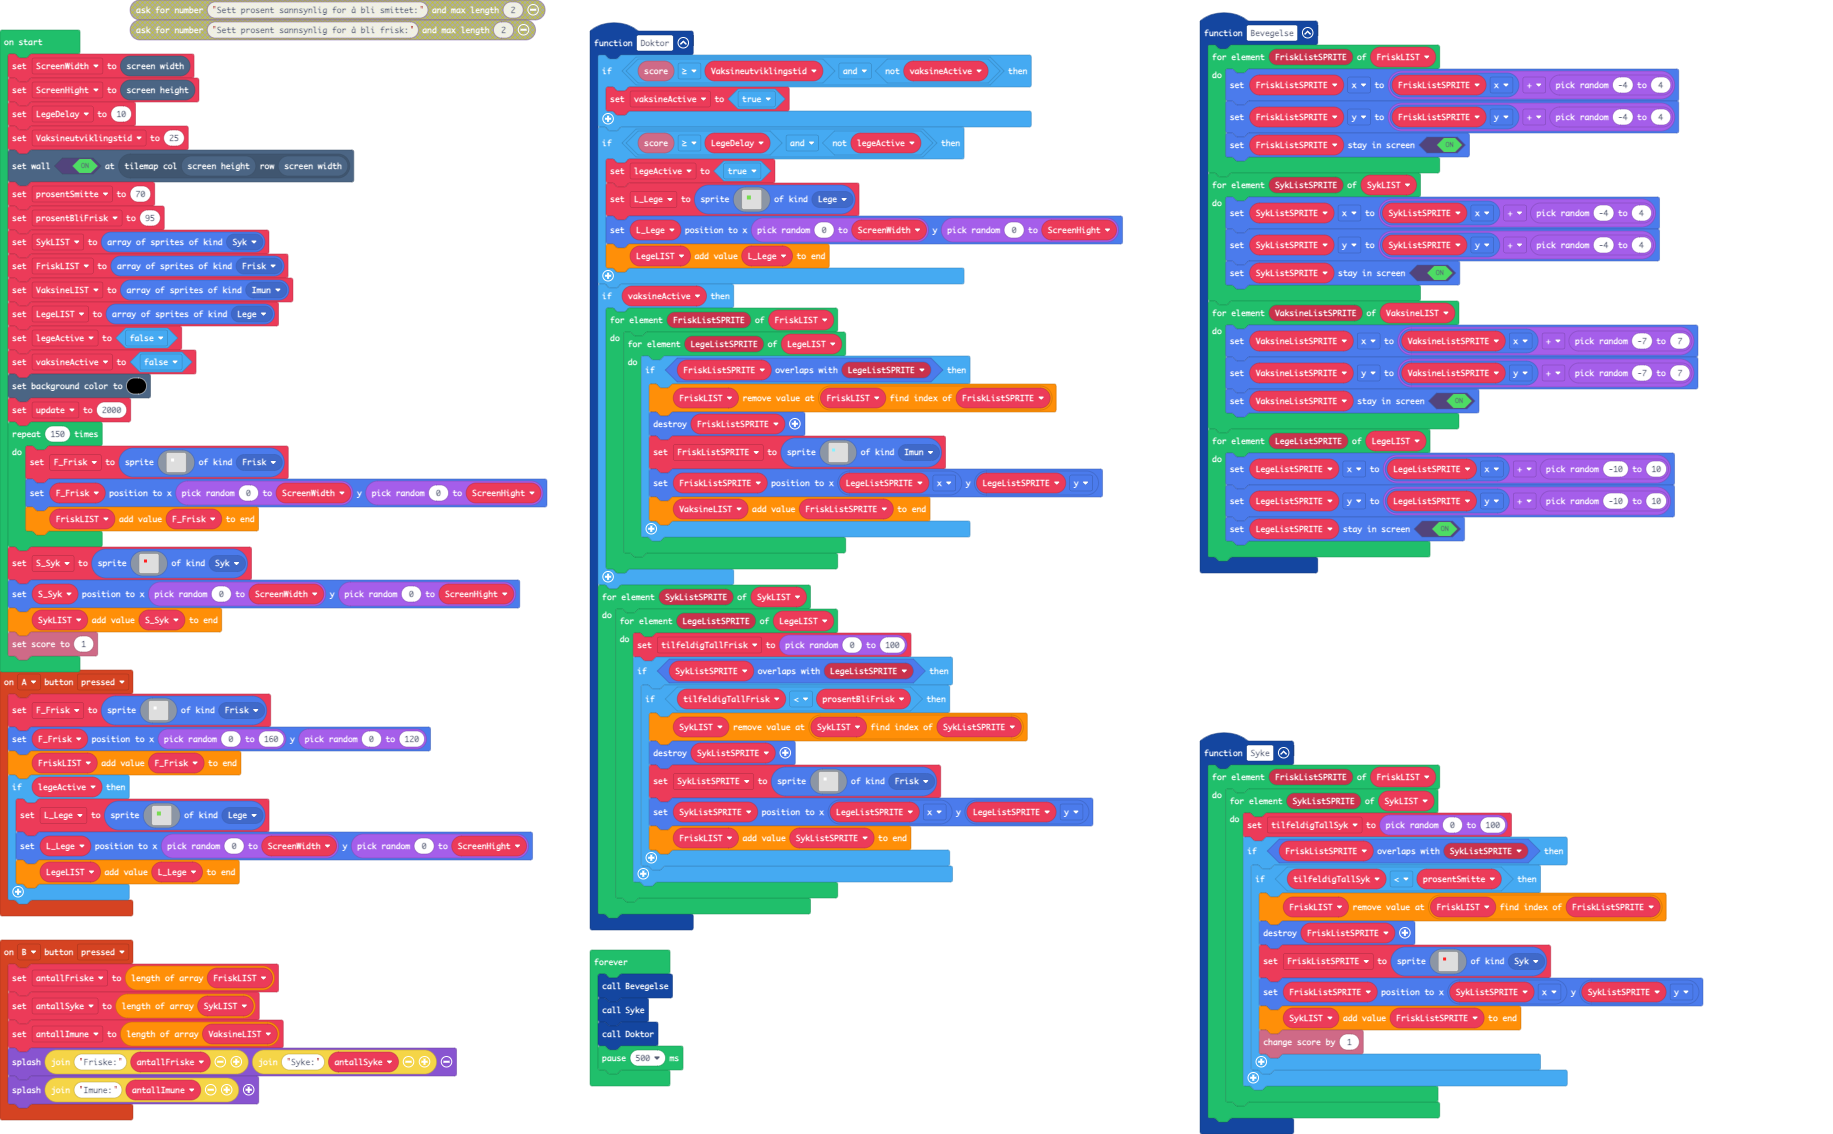 ask for number "Sett prosent sannsynlig for å bli smittet:" and max length 2
ask for number "Sett prosent sannsynlig for å bli frisk:" and max length 2
on start
set ScreenWidth to screen width
set ScreenHight to screen height
set LegeDelay to 10
set Vaksineutviklingstid to 25
set wall ON at tilemap col screen height row screen width
set prosentSmitte to 70
set prosentBliFrisk to 95
set SykLIST to array of sprites of kind Syk
set FriskLIST to array of sprites of kind Frisk
set VaksineLIST to array of sprites of kind Imun
set LegeLIST to array of sprites of kind Lege
set legeActive to false
set vaksineActive to false
set background color to
set update to 2000
repeat 150 times
do
set F_Frisk to sprite of kind Frisk
set F_Frisk position to x pick random 0 to ScreenWidth y pick random 0 to ScreenHight
FriskLIST add value F_Frisk to end
set S_Syk to sprite of kind Syk
set S_Syk position to x pick random 0 to ScreenWidth y pick random 0 to ScreenHight
SykLIST add value S_Syk to end
set score to 1
on A button pressed
set F_Frisk to sprite of kind Frisk
set F_Frisk position to x pick random 0 to 160 y pick random 0 to 120
FriskLIST add value F_Frisk to end
if legeActive then
set L_Lege to sprite of kind Lege
set L_Lege position to x pick random 0 to ScreenWidth y pick random 0 to ScreenHight
LegeLIST add value L_Lege to end
on B button pressed
set antallFriske to length of array FriskLIST
set antallSyke to length of array SykLIST
set antallImune to length of array VaksineLIST
splash join "Friske:" antallFriske join "Syke:" antallSyke
splash join "Imune:" antallImune
function Doktor
if score ≥ Vaksineutviklingstid and not vaksineActive then
set vaksineActive to true
if score ≥ LegeDelay and not legeActive then
set legeActive to true
set L_Lege to sprite of kind Lege
set L_Lege position to x pick random 0 to ScreenWidth y pick random 0 to ScreenHight
LegeLIST add value L_Lege to end
if vaksineActive then
for element FriskListSPRITE of FriskLIST
do
for element LegeListSPRITE of LegeLIST
do
if FriskListSPRITE overlaps with LegeListSPRITE then
FriskLIST remove value at FriskLIST find index of FriskListSPRITE
destroy FriskListSPRITE
set FriskListSPRITE to sprite of kind Imun
set FriskListSPRITE position to x LegeListSPRITE x y LegeListSPRITE y
VaksineLIST add value FriskListSPRITE to end
for element SykListSPRITE of SykLIST
do
for element LegeListSPRITE of LegeLIST
do
set tilfeldigTallFrisk to pick random 0 to 100
if SykListSPRITE overlaps with LegeListSPRITE then
if tilfeldigTallFrisk < prosentBliFrisk then
SykLIST remove value at SykLIST find index of SykListSPRITE
destroy SykListSPRITE
set SykListSPRITE to sprite of kind Frisk
set SykListSPRITE position to x LegeListSPRITE x y LegeListSPRITE y
FriskLIST add value SykListSPRITE to end
forever
call Bevegelse
call Syke
call Doktor
pause 500 ms
function Bevegelse
for element FriskListSPRITE of FriskLIST
do
set FriskListSPRITE x to FriskListSPRITE x + pick random -4 to 4
set FriskListSPRITE y to FriskListSPRITE y + pick random -4 to 4
set FriskListSPRITE stay in screen ON
for element SykListSPRITE of SykLIST
do
set SykListSPRITE x to SykListSPRITE x + pick random -4 to 4
set SykListSPRITE y to SykListSPRITE y + pick random -4 to 4
set SykListSPRITE stay in screen ON
for element VaksineListSPRITE of VaksineLIST
do
set VaksineListSPRITE x to VaksineListSPRITE x + pick random -7 to 7
set VaksineListSPRITE y to VaksineListSPRITE y + pick random -7 to 7
set VaksineListSPRITE stay in screen ON
for element LegeListSPRITE of LegeLIST
do
set LegeListSPRITE x to LegeListSPRITE x + pick random -10 to 10
set LegeListSPRITE y to LegeListSPRITE y + pick random -10 to 10
set LegeListSPRITE stay in screen ON
function Syke
for element FriskListSPRITE of FriskLIST
do
for element SykListSPRITE of SykLIST
do
set tilfeldigTallSyk to pick random 0 to 100
if FriskListSPRITE overlaps with SykListSPRITE then
if tilfeldigTallSyk < prosentSmitte then
FriskLIST remove value at FriskLIST find index of FriskListSPRITE
destroy FriskListSPRITE
set FriskListSPRITE to sprite of kind Syk
set FriskListSPRITE position to x SykListSPRITE x y SykListSPRITE y
SykLIST add value FriskListSPRITE to end
change score by 1